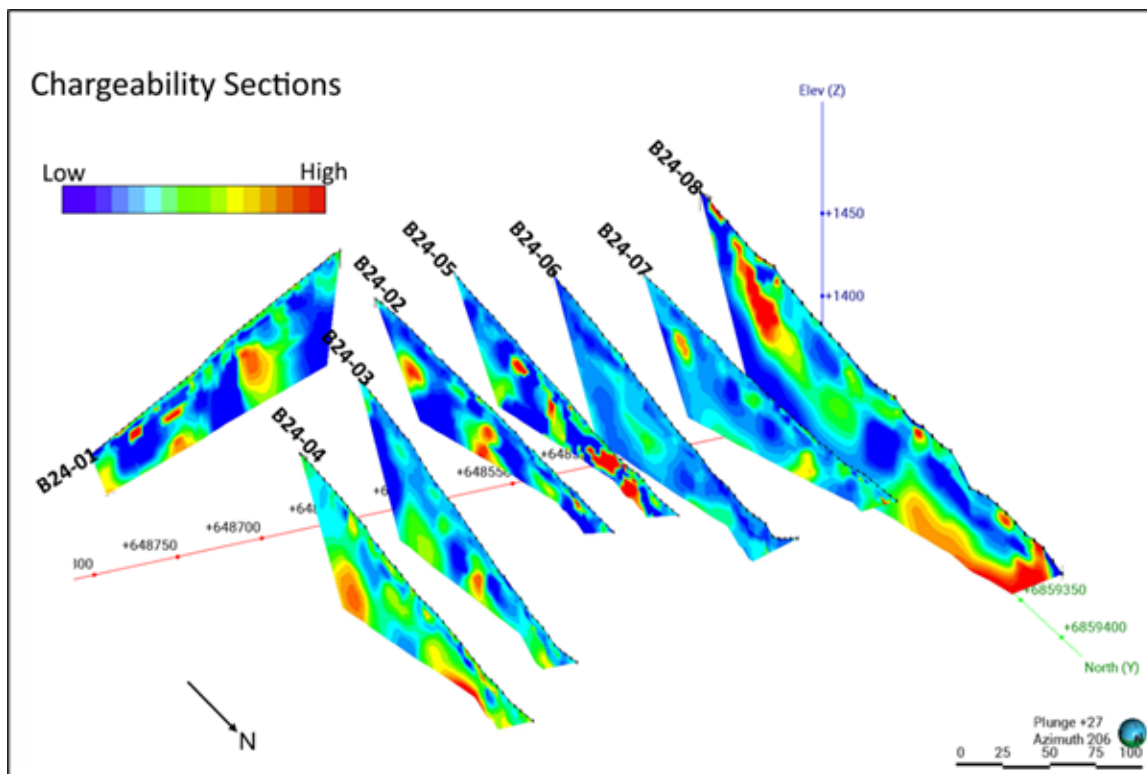 Chargeability Sections
Low High
Elev (Z)
+1450
+1400
B24-08
B24-07
B24-06
B24-05
B24-02
B24-03
B24-04
B24-01
+648550
+648700
+648750
+6859350
+6859400
North (Y)
N
Plunge +27
Azimuth 206
0 25 50 75 100